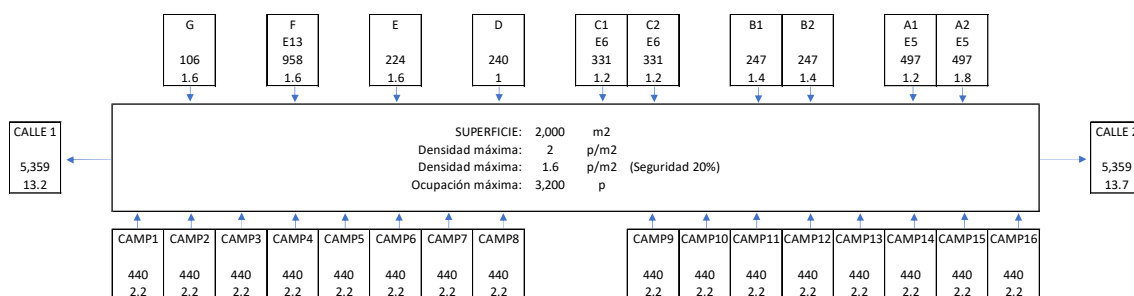 G
106
1.6
F
E13
958
1.6
E
224
1.6
D
240
1
C1
E6
331
1.2
C2
E6
331
1.2
B1
247
1.4
B2
247
1.4
A1
E5
497
1.2
A2
E5
497
1.8
CALLE 1
5,359
13.2
SUPERFICIE: 2,000 m2
Densidad máxima: 2 p/m2
Densidad máxima: 1.6 p/m2 (Seguridad 20%)
Ocupación máxima: 3,200 p
CALLE 2
5,359
13.7
CAMP1
440
2.2
CAMP2
440
2.2
CAMP3
440
2.2
CAMP4
440
2.2
CAMP5
440
2.2
CAMP6
440
2.2
CAMP7
440
2.2
CAMP8
440
2.2
CAMP9
440
2.2
CAMP10
440
2.2
CAMP11
440
2.2
CAMP12
440
2.2
CAMP13
440
2.2
CAMP14
440
2.2
CAMP15
440
2.2
CAMP16
440
2.2